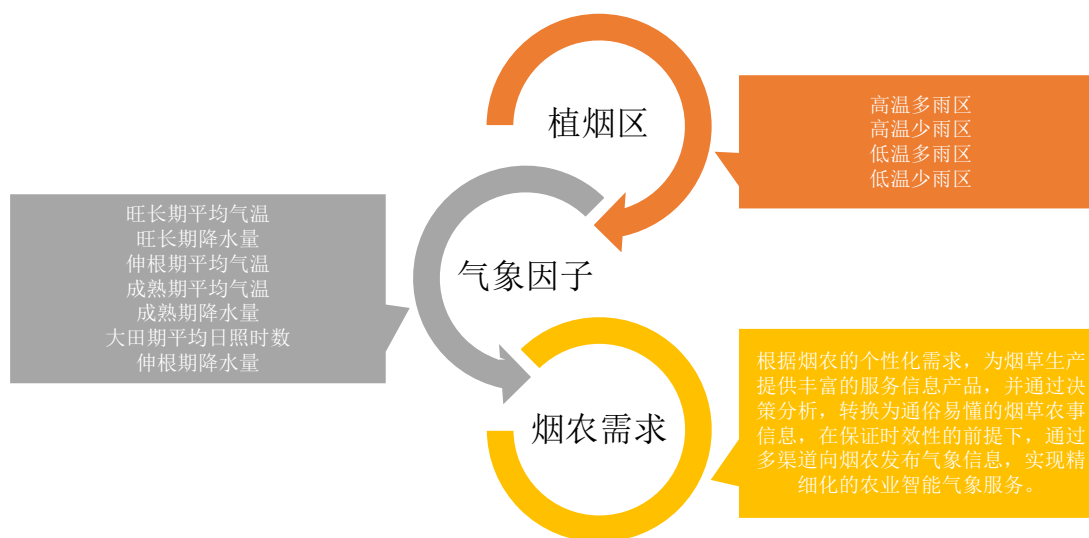 植烟区
高温多雨区
高温少雨区
低温多雨区
低温少雨区
气象因子
旺长期平均气温
旺长期降水量
伸根期平均气温
成熟期平均气温
成熟期降水量
大田期平均日照时数
伸根期降水量
烟农需求
根据烟农的个性化需求，为烟草生产
提供丰富的服务信息产品，并通过决
策分析，转换为通俗易懂的烟草农事
信息，在保证时效性的前提下，通过
多渠道向烟农发布气象信息，实现精
细化的农业智能气象服务。